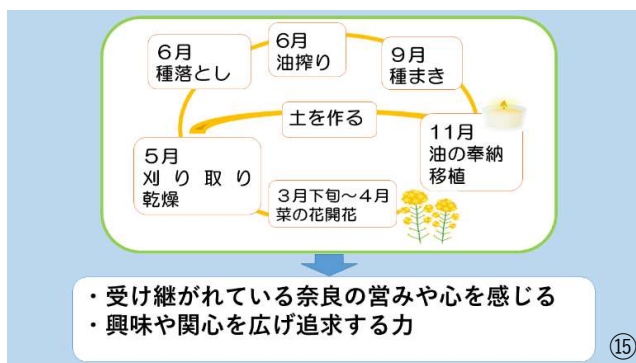 6月
種落とし
6月
油搾り
9月
種まき
土を作る
11月
油の奉納
移植
5月
刈り取り
乾燥
3月下旬～4月
菜の花開花
・受け継がれている奈良の営みや心を感じる
・興味や関心を広げ追求する力
⑮